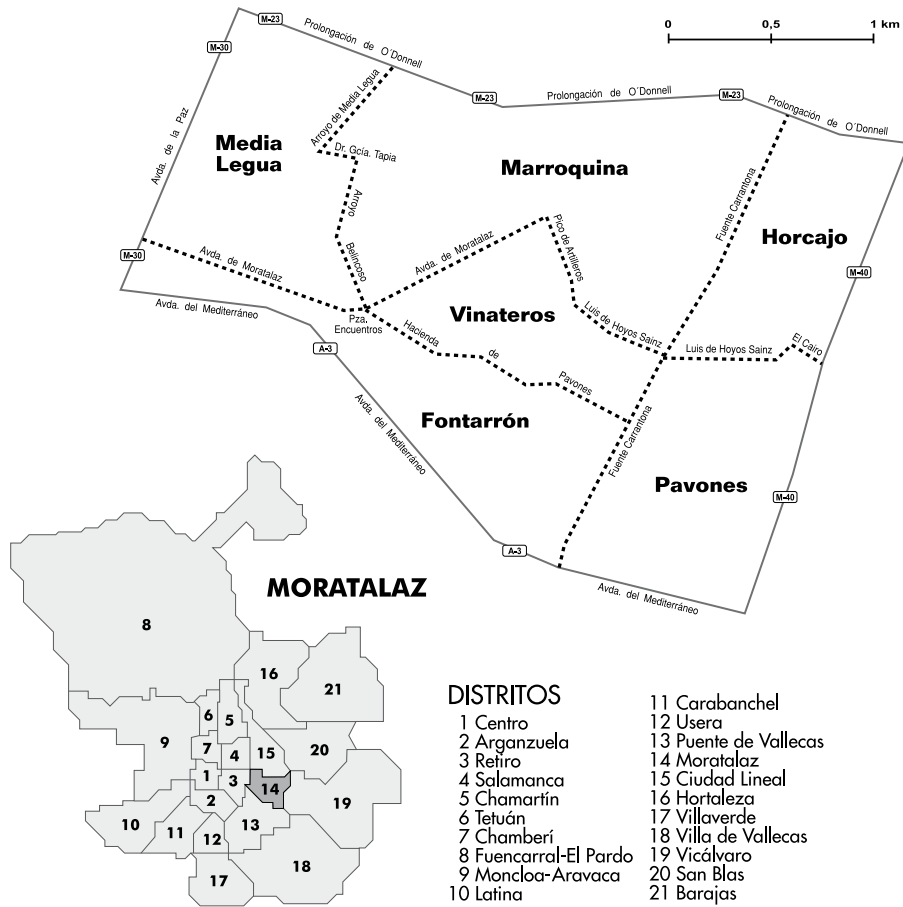 M-23
Prolongación de O´Donnell
M-30
Avda. de la Paz
M-30
Arroyo de Media Legua
Dr. Gcía. Tapia
Arroyo
Belincoso
Media
Legua
M-23
Prolongación de O´Donnell
M-23
Prolongación de O´Donnell
0
0,5
1 km
Marroquina
Fuente Carrantona
Horcajo
M-40
Avda. de Moratalaz
Avda. de Moratalaz
Pico de Artilleros
Luis de Hoyos Sainz
Luis de Hoyos Sainz
El Cairo
Vinateros
Pza.
Encuentros
Avda. del Mediterráneo
A-3
Hacienda
de
Pavones
Avda. del Mediterráneo
Fontarrón
Fuente Carrantona
Pavones
M-40
A-3
Avda. del Mediterráneo
MORATALAZ
8
16
21
6
5
9
7
4
15
20
1
3
14
19
2
10
11
12
13
18
17
DISTRITOS
1 Centro
2 Arganzuela
3 Retiro
4 Salamanca
5 Chamartín
6 Tetuán
7 Chamberí
8 Fuencarral-El Pardo
9 Moncloa-Aravaca
10 Latina
11 Carabanchel
12 Usera
13 Puente de Vallecas
14 Moratalaz
15 Ciudad Lineal
16 Hortaleza
17 Villaverde
18 Villa de Vallecas
19 Vicálvaro
20 San Blas
21 Barajas